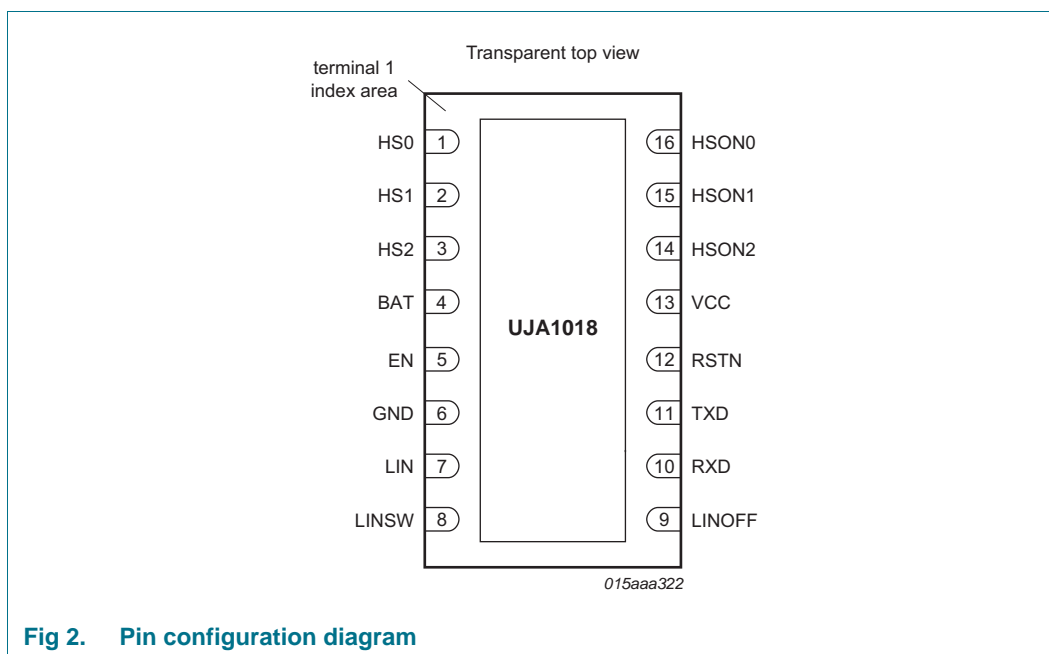 Transparent top view
terminal 1
index area
HS0 1
16 HSON0
HS1 2
15 HSON1
HS2 3
14 HSON2
BAT 4
13 VCC
UJA1018
EN 5
12 RSTN
GND 6
11 TXD
LIN 7
10 RXD
LINSW 8
9 LINOFF
015aaa322
Fig 2. Pin configuration diagram